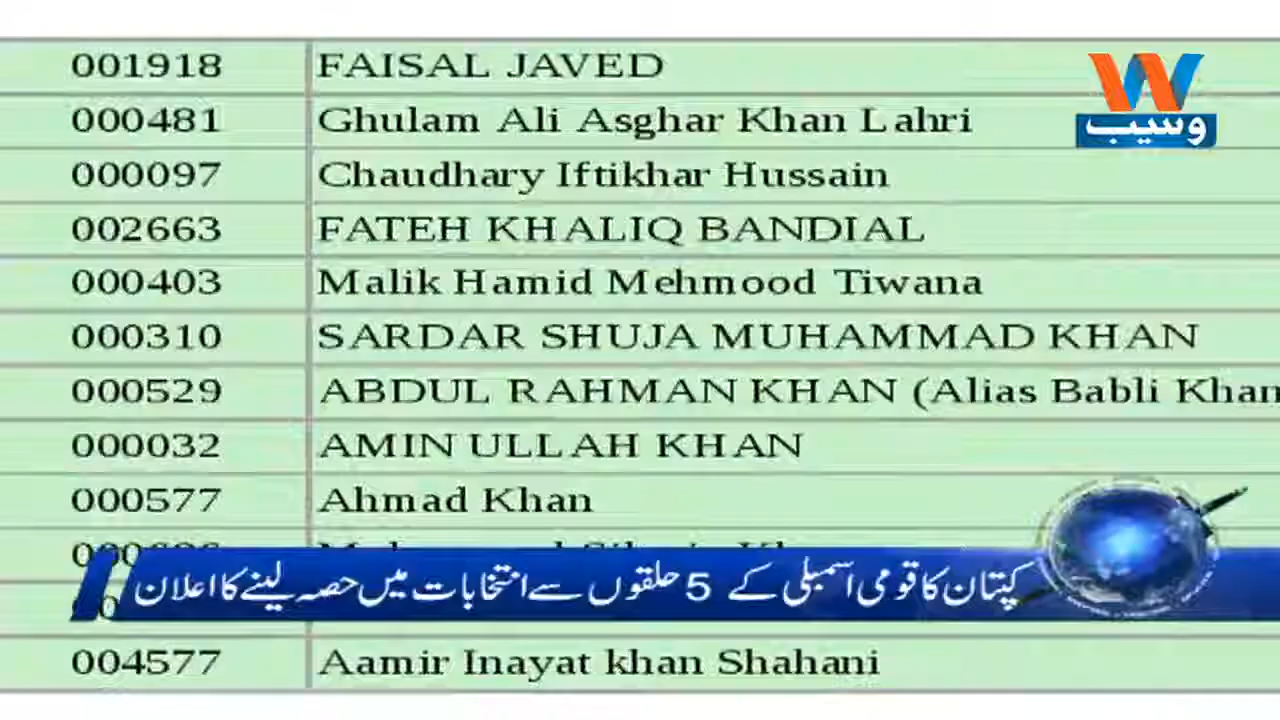 001918 FAISAL JAVED
وسیب
000481 Ghulam Ali Asghar Khan Lahri
000097 Chaudhary Iftikhar Hussain
002663 FATEH KHALIQ BANDIAL
000403 Malik Hamid Mehmood Tiwana
000310 SARDAR SHUJA MUHAMMAD KHAN
000529 ABDUL RAHMAN KHAN (Alias Babli Khan
000032 AMIN ULLAH KHAN
000577 Ahmad Khan
کپتان کا قومی اسمبلی کے 5 حلقوں سے انتخابات میں حصہ لینے کا اعلان
004577 Aamir Inayat khan Shahani